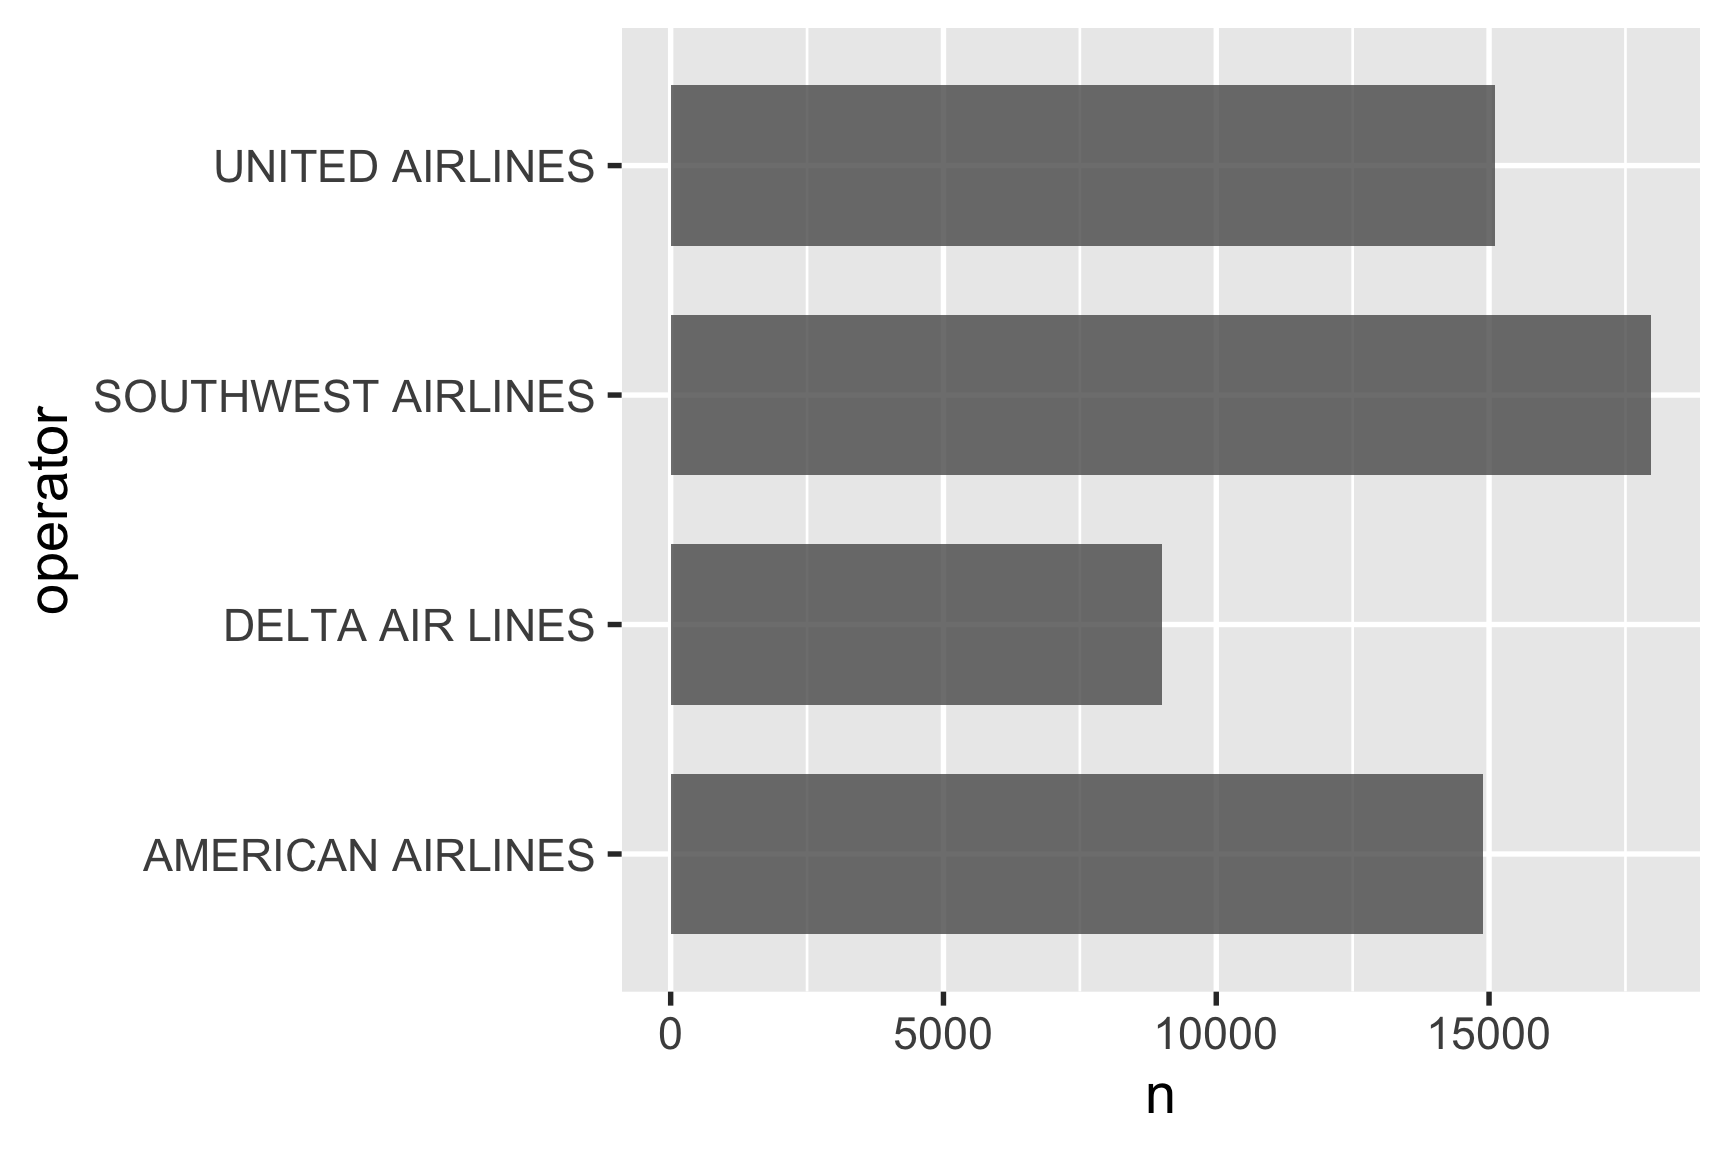 operator
UNITED AIRLINES
SOUTHWEST AIRLINES
DELTA AIR LINES
AMERICAN AIRLINES
0 5000 10000 15000
n